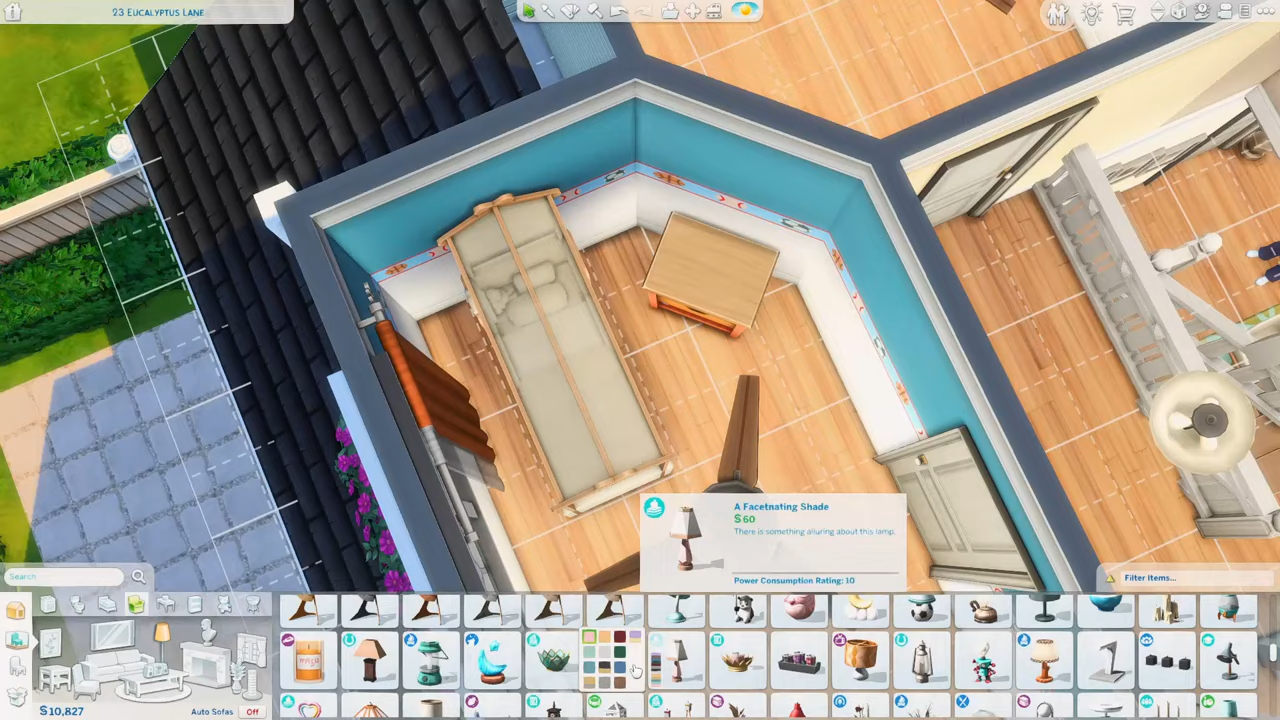 23 Eucalyptus Lane
A Facetnating Shade
§60
There is something alluring about this lamp.
Power Consumption Rating: 10
Search
Filter Items...
§10,827
Auto Sofas
Off